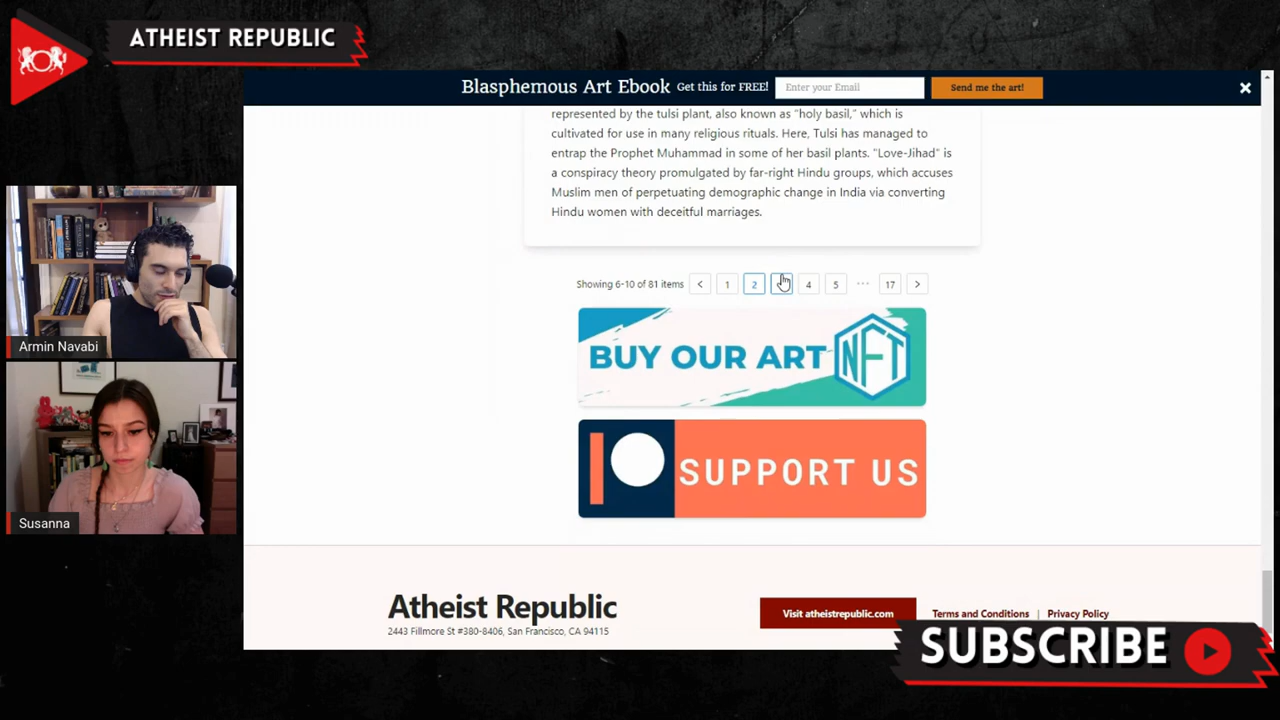 ATHEIST REPUBLIC
Blasphemous Art Ebook Get this for FREE! Enter your Email Send me the art!
represented by the tulsi plant, also known as "holy basil," which is
cultivated for use in many religious rituals. Here, Tulsi has managed to
entrap the Prophet Muhammad in some of her basil plants. "Love-Jihad" is
a conspiracy theory promulgated by far-right Hindu groups, which accuses
Muslim men of perpetuating demographic change in India via converting
Hindu women with deceitful marriages.
Showing 6-10 of 81 items < 1 2 4 5 ••• 17 >
BUY OUR ART NFT
SUPPORT US
Armin Navabi
Susanna
Atheist Republic
2443 Fillmore St #380-8406, San Francisco, CA 94115
Visit atheistrepublic.com
Terms and Conditions | Privacy Policy
SUBSCRIBE